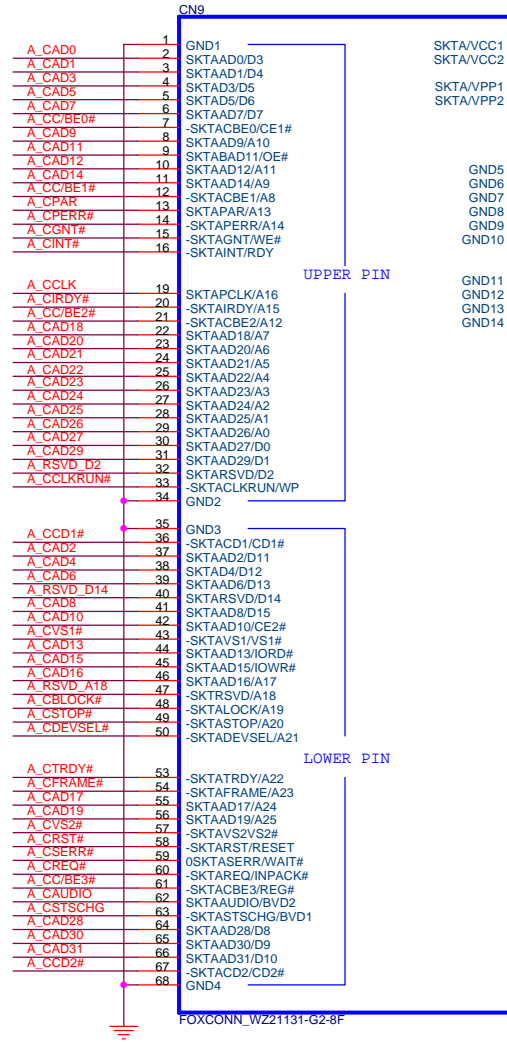 CN9
1 GND1 SKTA/VCC1
A_CAD0 2 SKTAAD0/D3 SKTA/VCC2
A_CAD1 3 SKTAAD1/D4
A_CAD3 4 SKTAD3/D5 SKTA/VPP1
A_CAD5 5 SKTAD5/D6 SKTA/VPP2
A_CAD7 6 SKTAAD7/D7
A_CC/BE0# 7 -SKTACBE0/CE1#
A_CAD9 8 SKTAAD9/A10
A_CAD11 9 SKTABAD11/OE#
A_CAD12 10 SKTAAD12/A11 GND5
A_CAD14 11 SKTAAD14/A9 GND6
A_CC/BE1# 12 -SKTACBE1/A8 GND7
A_CPAR 13 SKTAPAR/A13 GND8
A_CPERR# 14 -SKTAPERR/A14 GND9
A_CGNT# 15 -SKTAGNT/WE# GND10
A_CINT# 16 -SKTAINT/RDY
UPPER PIN
GND11
A_CCLK 19 SKTAPCLK/A16 GND12
A_CIRDY# 20 -SKTAIRDY/A15 GND13
A_CC/BE2# 21 -SKTACBE2/A12 GND14
A_CAD18 22 SKTAAD18/A7
A_CAD20 23 SKTAAD20/A6
A_CAD21 24 SKTAAD21/A5
A_CAD22 25 SKTAAD22/A4
A_CAD23 26 SKTAAD23/A3
A_CAD24 27 SKTAAD24/A2
A_CAD25 28 SKTAAD25/A1
A_CAD26 29 SKTAAD26/A0
A_CAD27 30 SKTAAD27/D0
A_CAD29 31 SKTAAD29/D1
A_RSVD_D2 32 SKTARSVD/D2
A_CCLKRUN# 33 -SKTACLKRUN/WP
34 GND2
35 GND3
A_CCD1# 36 -SKTACD1/CD1#
A_CAD2 37 SKTAAD2/D11
A_CAD4 38 SKTAD4/D12
A_CAD6 39 SKTAAD6/D13
A_RSVD_D14 40 SKTARSVD/D14
A_CAD8 41 SKTAAD8/D15
A_CAD10 42 SKTAAD10/CE2#
A_CVS1# 43 -SKTAVS1/VS1#
A_CAD13 44 SKTAAD13/IORD#
A_CAD15 45 SKTAAD15/IOWR#
A_CAD16 46 SKTAAD16/A17
A_RSVD_A18 47 -SKTRSVD/A18
A_CBLOCK# 48 -SKTALOCK/A19
A_CSTOP# 49 -SKTASTOP/A20
A_CDEVSEL# 50 -SKTADEVSEL/A21
LOWER PIN
A_CTRDY# 53 -SKTATRDY/A22
A_CFRAME# 54 -SKTAFRAME/A23
A_CAD17 55 SKTAAD17/A24
A_CAD19 56 SKTAAD19/A25
A_CVS2# 57 -SKTAVS2VS2#
A_CRST# 58 -SKTARST/RESET
A_CSERR# 59 0SKTASERR/WAIT#
A_CREQ# 60 -SKTAREQ/INPACK#
A_CC/BE3# 61 -SKTACBE3/REG#
A_CAUDIO 62 SKTAAUDIO/BVD2
A_CSTSCHG 63 -SKTASTSCHG/BVD1
A_CAD28 64 SKTAAD28/D8
A_CAD30 65 SKTAAD30/D9
A_CAD31 66 SKTAAD31/D10
A_CCD2# 67 -SKTACD2/CD2#
68 GND4
FOXCONN_WZ21131-G2-8F